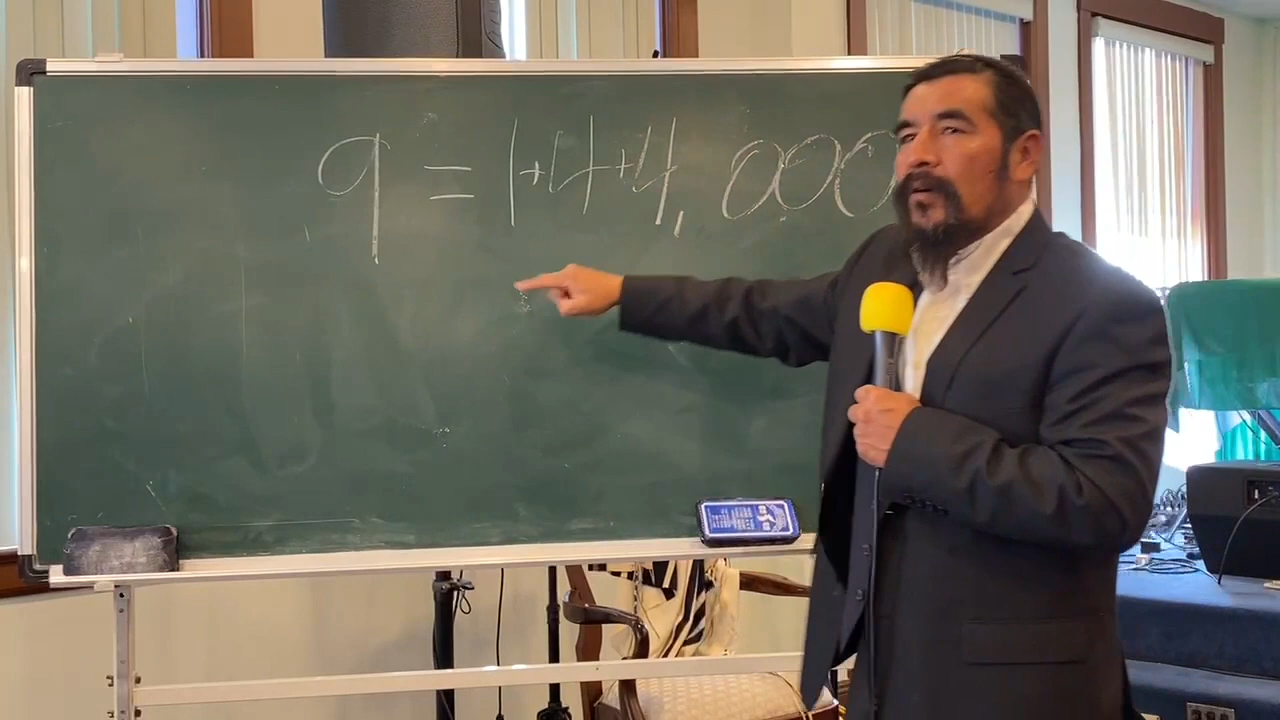 9 = 1+4+4,000